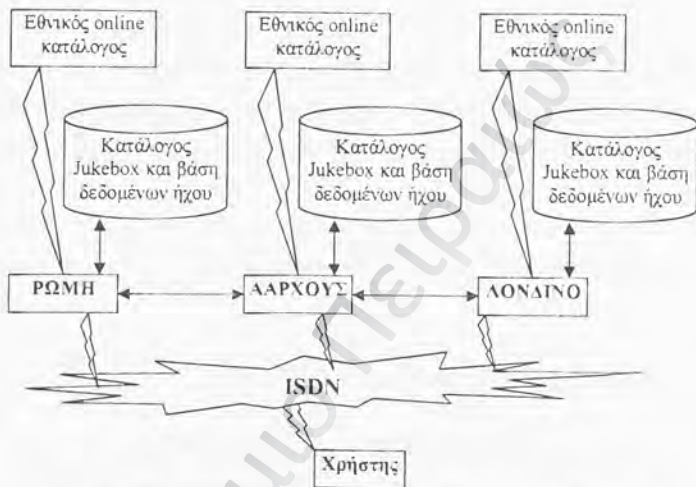 Εθνικός online
κατάλογος
Εθνικός online
κατάλογος
Εθνικός online
κατάλογος
Κατάλογος
Jukebox και βάση
δεδομένων ήχου
Κατάλογος
Jukebox και βάση
δεδομένων ήχου
Κατάλογος
Jukebox και βάση
δεδομένων ήχου
ΡΩΜΗ
ΑΑΡΧΟΥΣ
ΛΟΝΔΙΝΟ
ISDN
Χρήστης
Πειραιώς